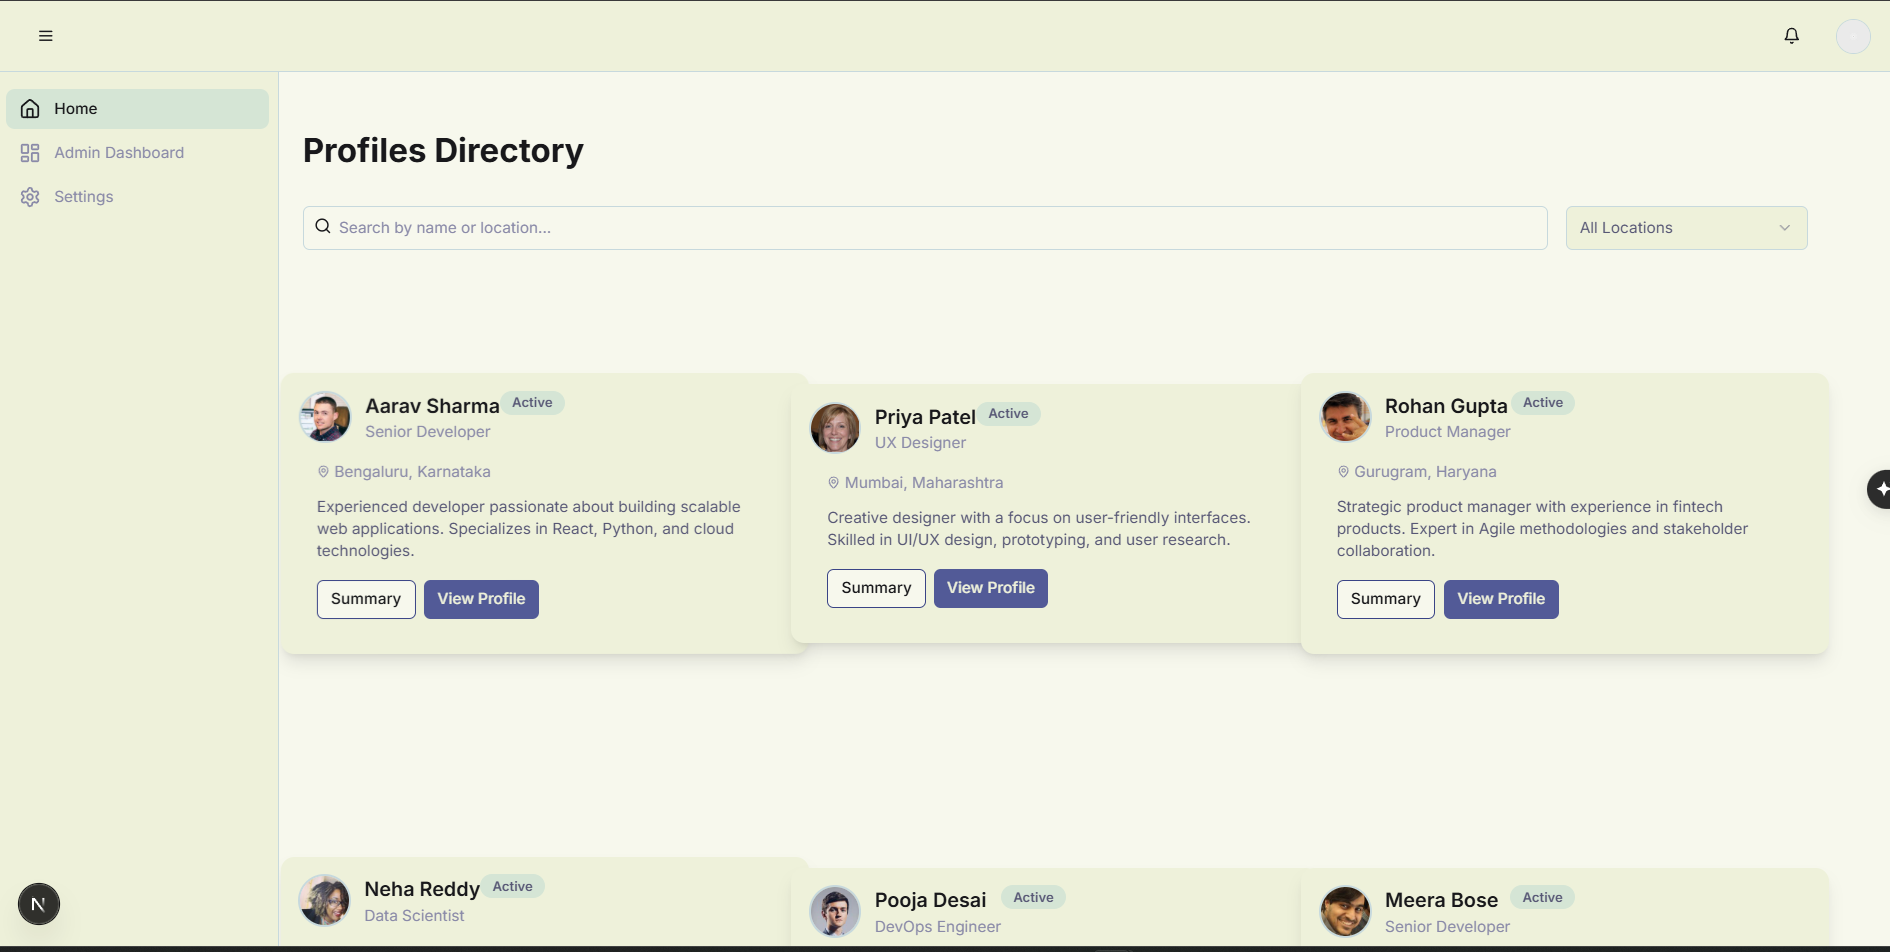 Home
Admin Dashboard
Settings
Profiles Directory
Search by name or location...
All Locations
Aarav Sharma
Active
Senior Developer
Bengaluru, Karnataka
Experienced developer passionate about building scalable
web applications. Specializes in React, Python, and cloud
technologies.
Summary
View Profile
Priya Patel
Active
UX Designer
Mumbai, Maharashtra
Creative designer with a focus on user-friendly interfaces.
Skilled in UI/UX design, prototyping, and user research.
Summary
View Profile
Rohan Gupta
Active
Product Manager
Gurugram, Haryana
Strategic product manager with experience in fintech
products. Expert in Agile methodologies and stakeholder
collaboration.
Summary
View Profile
Neha Reddy
Active
Data Scientist
Pooja Desai
Active
DevOps Engineer
Meera Bose
Active
Senior Developer
N